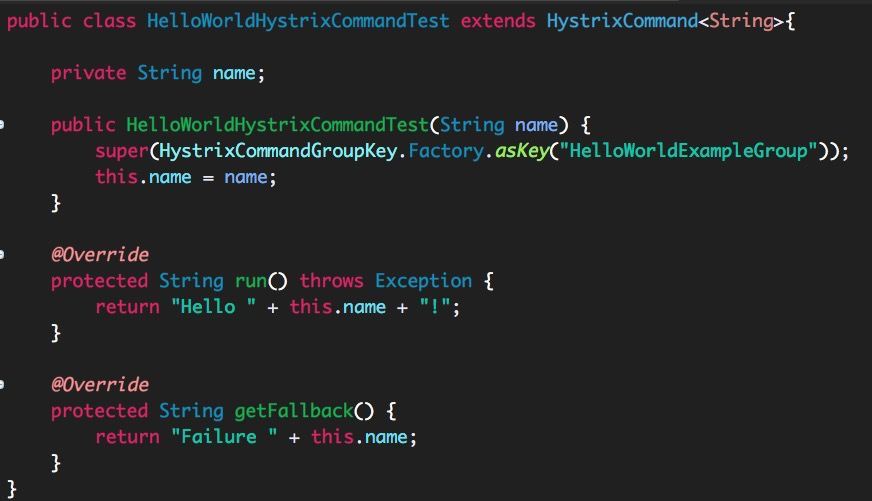 public class HelloWorldHystrixCommandTest extends HystrixCommand<String>{
private String name;
public HelloWorldHystrixCommandTest(String name) {
super(HystrixCommandGroupKey.Factory.asKey("HelloWorldExampleGroup"));
this.name = name;
}
@Override
protected String run() throws Exception {
return "Hello " + this.name + "!";
}
@Override
protected String getFallback() {
return "Failure " + this.name;
}
}